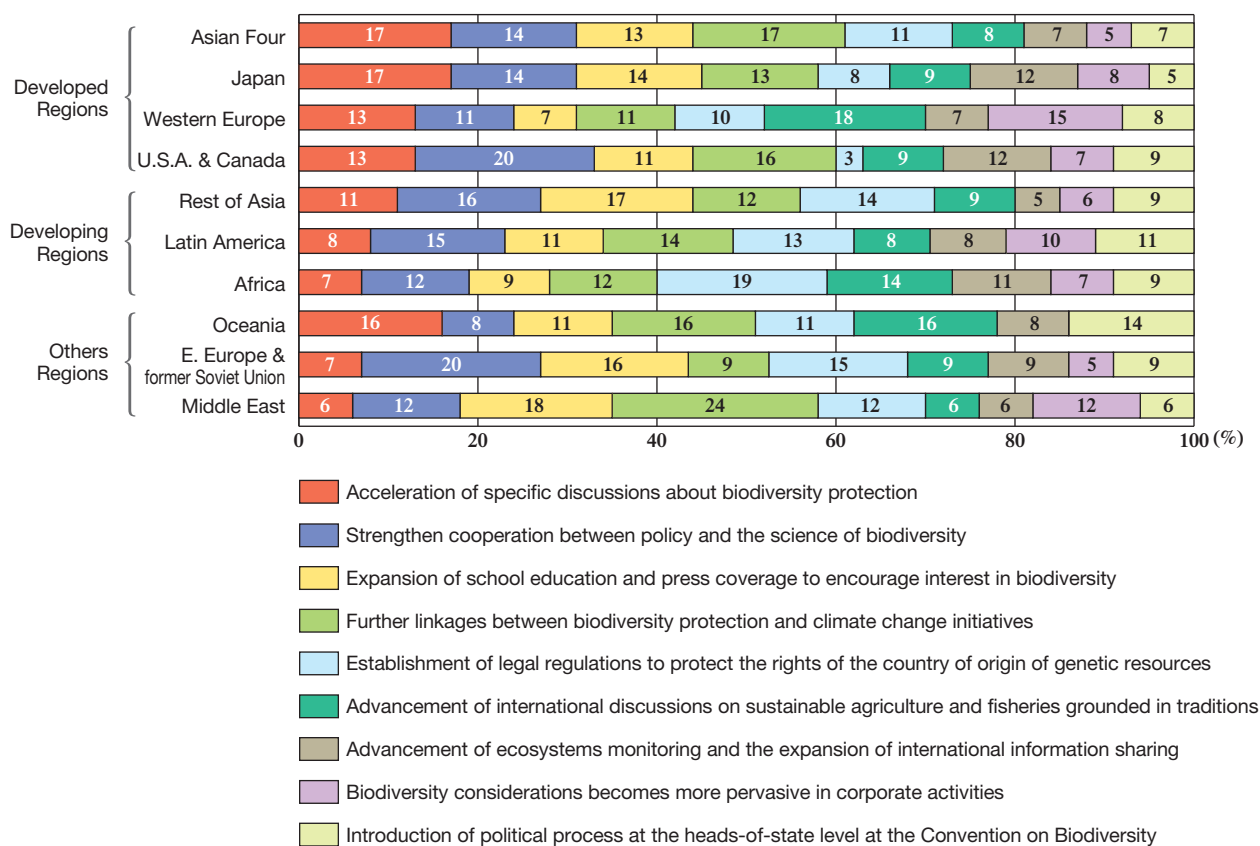 Developed
Regions
Asian Four
17 14 13 17 11 8 7 5 7
Japan
17 14 14 13 8 9 12 8 5
Western Europe
13 11 7 11 10 18 7 15 8
U.S.A. & Canada
13 20 11 16 3 9 12 7 9
Developing
Regions
Rest of Asia
11 16 17 12 14 9 5 6 9
Latin America
8 15 11 14 13 8 8 10 11
Africa
7 12 9 12 19 14 11 7 9
Others
Regions
Oceania
16 8 11 16 11 16 8 14
E. Europe &
former Soviet Union
7 20 16 9 15 9 9 5 9
Middle East
6 12 18 24 12 6 6 12 6
0 20 40 60 80 100 (%)
Acceleration of specific discussions about biodiversity protection
Strengthen cooperation between policy and the science of biodiversity
Expansion of school education and press coverage to encourage interest in biodiversity
Further linkages between biodiversity protection and climate change initiatives
Establishment of legal regulations to protect the rights of the country of origin of genetic resources
Advancement of international discussions on sustainable agriculture and fisheries grounded in traditions
Advancement of ecosystems monitoring and the expansion of international information sharing
Biodiversity considerations becomes more pervasive in corporate activities
Introduction of political process at the heads-of-state level at the Convention on Biodiversity